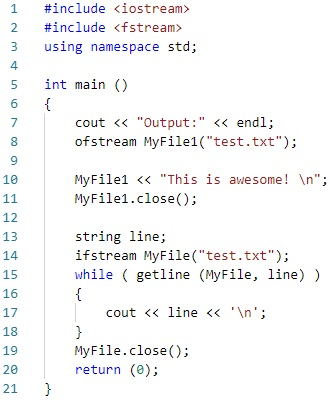 1 #include <iostream>
2 #include <fstream>
3 using namespace std;
4
5 int main ()
6 {
7     cout << "Output:" << endl;
8     ofstream MyFile1("test.txt");
9
10     MyFile1 << "This is awesome! \n";
11     MyFile1.close();
12
13     string line;
14     ifstream MyFile("test.txt");
15     while ( getline (MyFile, line) )
16     {
17         cout << line << '\n';
18     }
19     MyFile.close();
20     return (0);
21 }